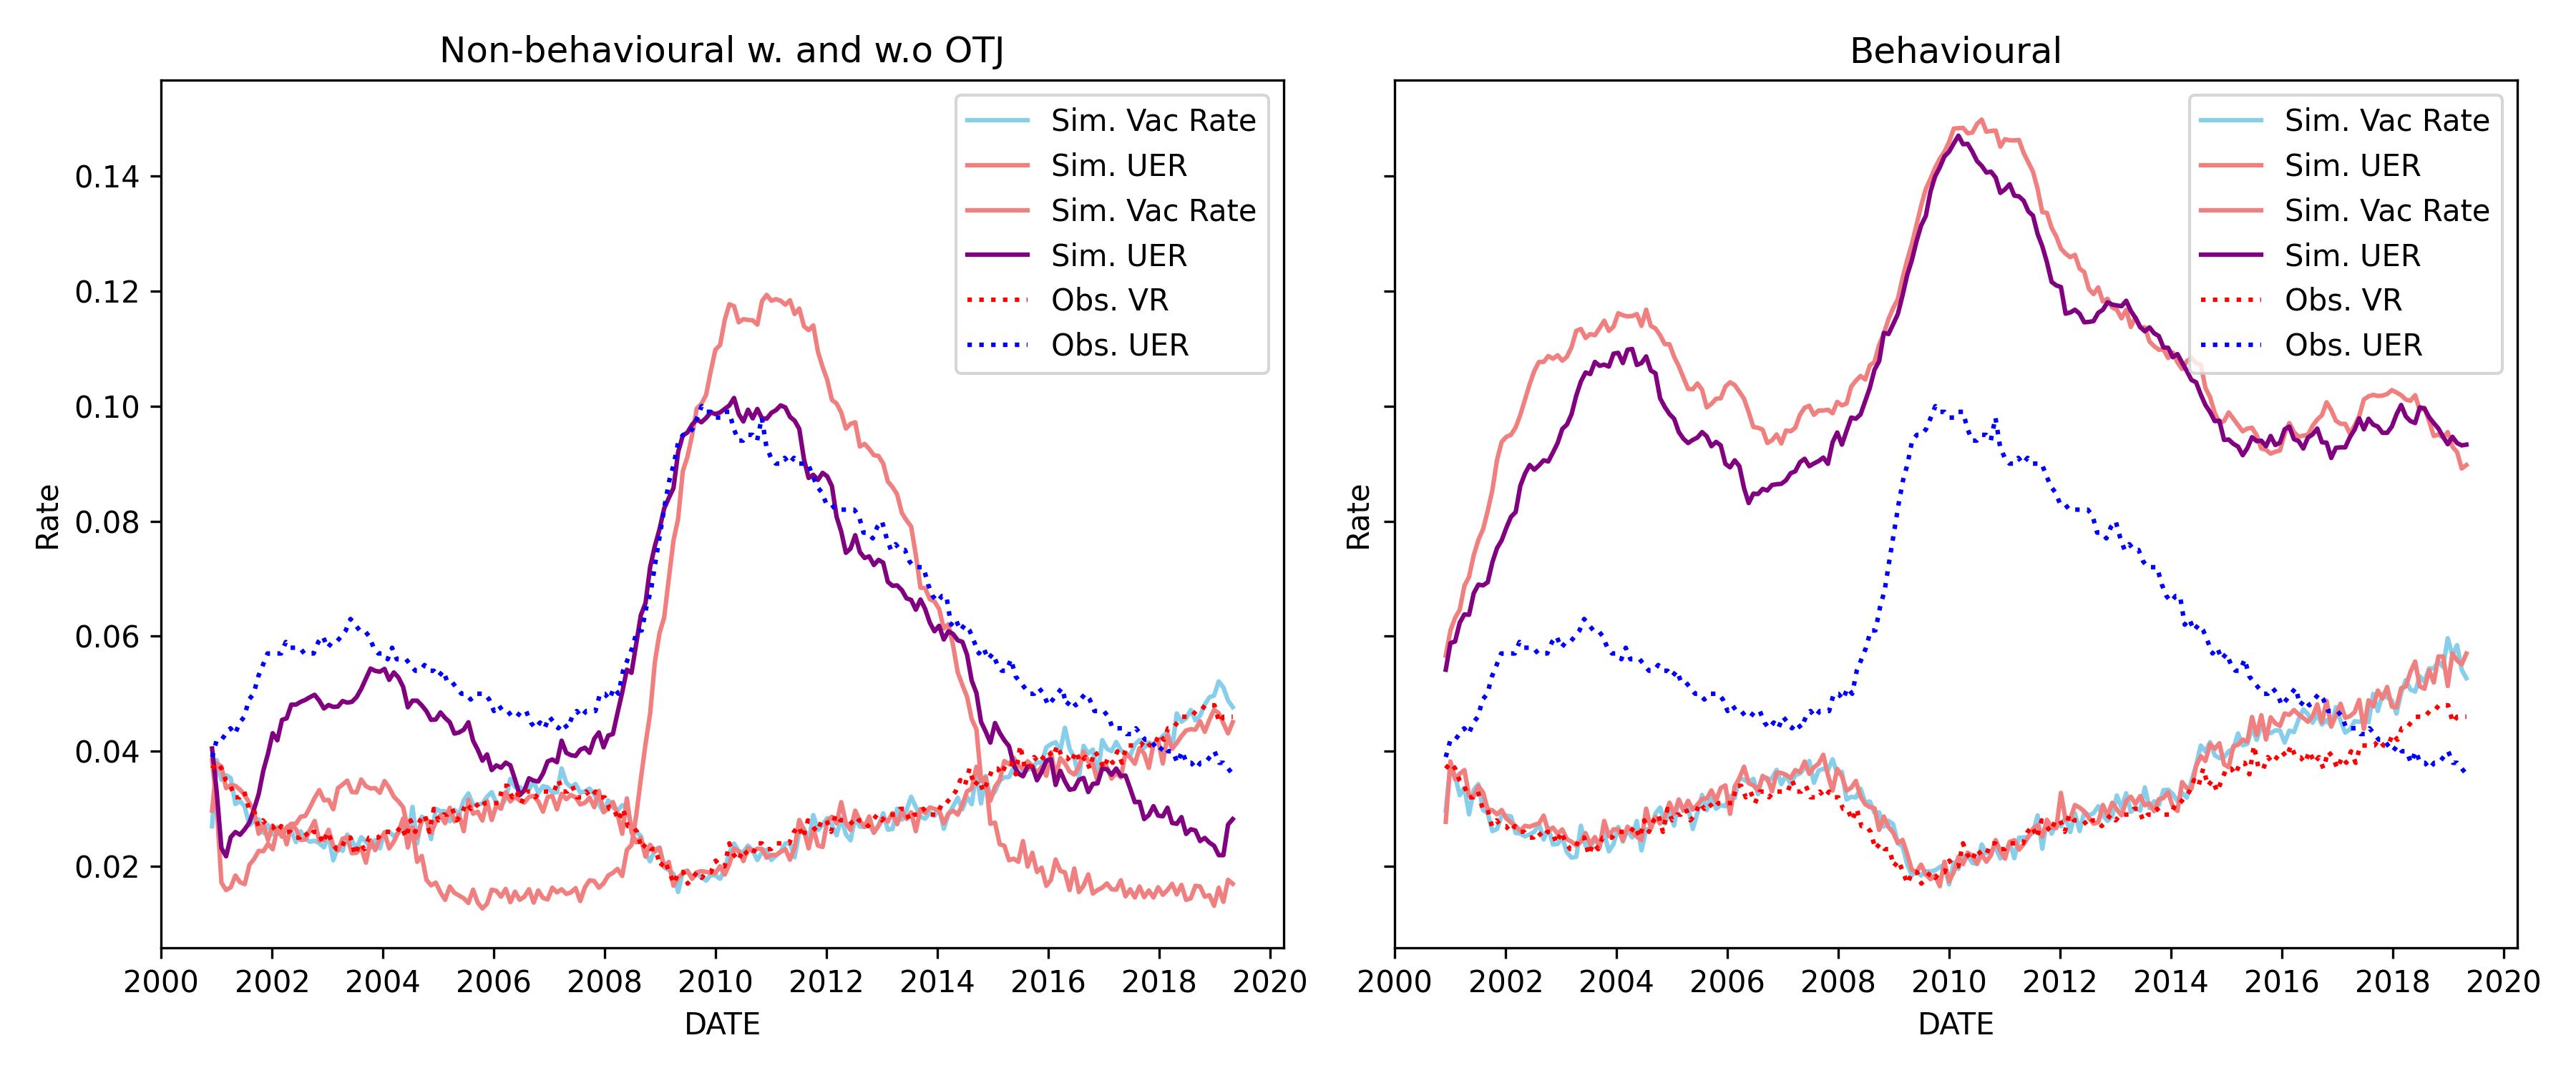 Non-behavioural w. and w.o OTJ
Rate
0.14
0.12
0.10
0.08
0.06
0.04
0.02
2000 2002 2004 2006 2008 2010 2012 2014 2016 2018 2020
DATE
Sim. Vac Rate
Sim. UER
Sim. Vac Rate
Sim. UER
Obs. VR
Obs. UER
Behavioural
Rate
2000 2002 2004 2006 2008 2010 2012 2014 2016 2018 2020
DATE
Sim. Vac Rate
Sim. UER
Sim. Vac Rate
Sim. UER
Obs. VR
Obs. UER